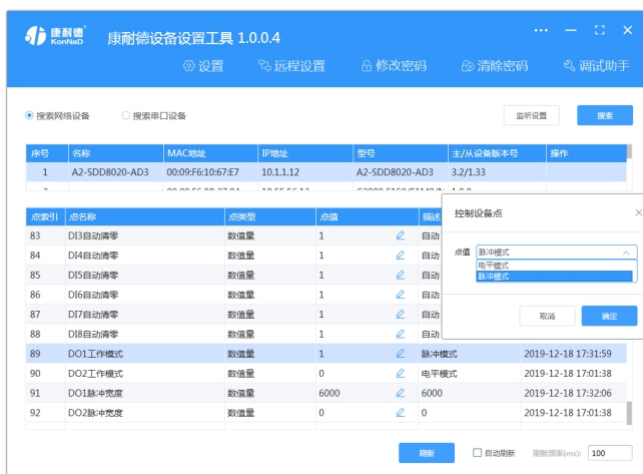 康耐德
KonNaD
康耐德设备设置工具 1.0.0.4
设置 远程设置 修改密码 清除密码 调试助手
搜索网络设备 搜索串口设备 监听设置 搜索
序号 名称 MAC地址 IP地址 型号 主/从设备版本号 操作
1 A2-SDD8020-AD3 00:09:F6:10:67:E7 10.1.1.12 A2-SDD8020-AD3 3.2/1.33
点索引 点名称 点类型 点值 描述
83 DI3自动清零 数值量 1 自动
84 DI4自动清零 数值量 1 自动
85 DI5自动清零 数值量 1 自动
86 DI6自动清零 数值量 1 自动
87 DI7自动清零 数值量 1 自动
88 DI8自动清零 数值量 1 自动
89 DO1工作模式 数值量 1 脉冲模式 2019-12-18 17:31:59
90 DO2工作模式 数值量 0 电平模式 2019-12-18 17:01:38
91 DO1脉冲宽度 数值量 6000 6000 2019-12-18 17:32:06
92 DO2脉冲宽度 数值量 0 0 2019-12-18 17:01:38
控制设备点
点值 脉冲模式
电平模式
脉冲模式
取消 确定
刷新 自动刷新 刷新频率(ms): 100